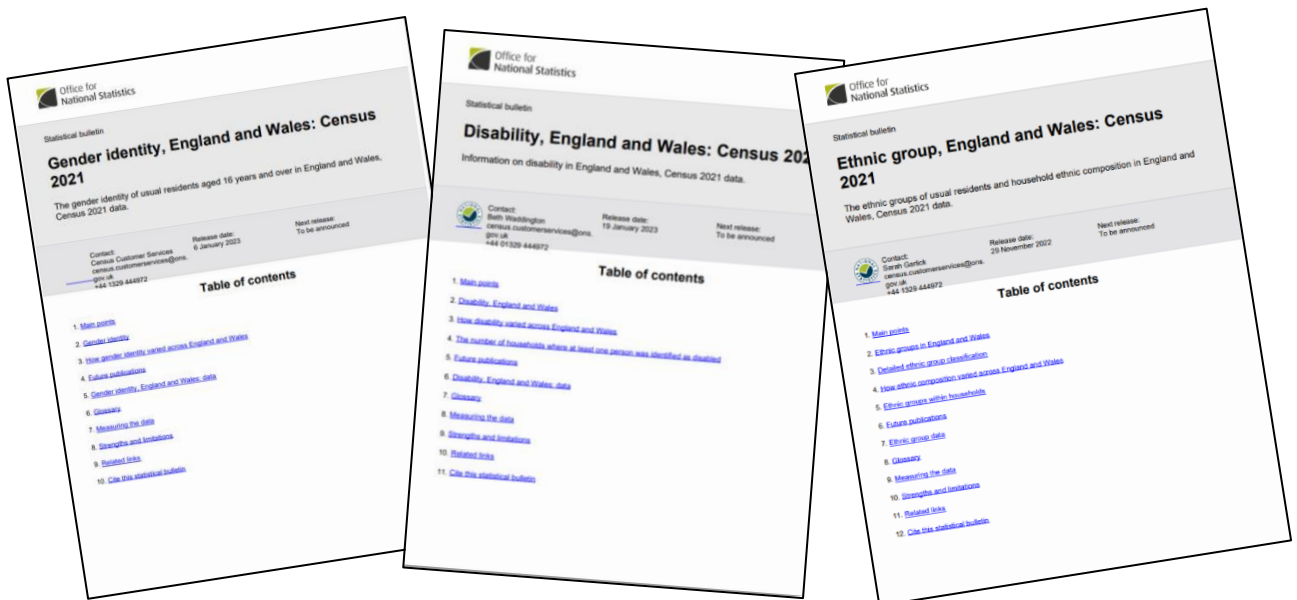 Office for
National Statistics
Statistical bulletin
Gender identity, England and Wales: Census
2021
The gender identity of usual residents aged 16 years and over in England and Wales,
Census 2021 data.
Contact:
Census Customer Services
census.customerservices@ons.
gov.uk
+44 1329 444972
Release date:
6 January 2023
Next release:
To be announced
Table of contents
1. Main points
2. Gender identity
3. How gender identity varied across England and Wales
4. Future publications
5. Gender identity, England and Wales: data
6. Glossary
7. Measuring the data
8. Strengths and limitations
9. Related links
10. Cite this statistical bulletin
Office for
National Statistics
Statistical bulletin
Disability, England and Wales: Census 202
Information on disability in England and Wales, Census 2021 data.
Contact:
Beth Waddington
census.customerservices@ons.
gov.uk
+44 01329 444972
Release date:
19 January 2023
Next release:
To be announced
Table of contents
1. Main points
2. Disability, England and Wales
3. How disability varied across England and Wales
4. The number of households where at least one person was identified as disabled
5. Future publications
6. Disability, England and Wales: data
7. Glossary
8. Measuring the data
9. Strengths and limitations
10. Related links
11. Cite this statistical bulletin
Office for
National Statistics
Statistical bulletin
Ethnic group, England and Wales: Census
2021
The ethnic groups of usual residents and household ethnic composition in England and
Wales, Census 2021 data.
Contact:
Sarah Garlick
census.customerservices@ons.
gov.uk
+44 1329 444972
Release date:
29 November 2022
Next release:
To be announced
Table of contents
1. Main points
2. Ethnic groups in England and Wales
3. Detailed ethnic group classification
4. How ethnic composition varied across England and Wales
5. Ethnic groups within households
6. Future publications
7. Ethnic group data
8. Glossary
9. Measuring the data
10. Strengths and limitations
11. Related links
12. Cite this statistical bulletin